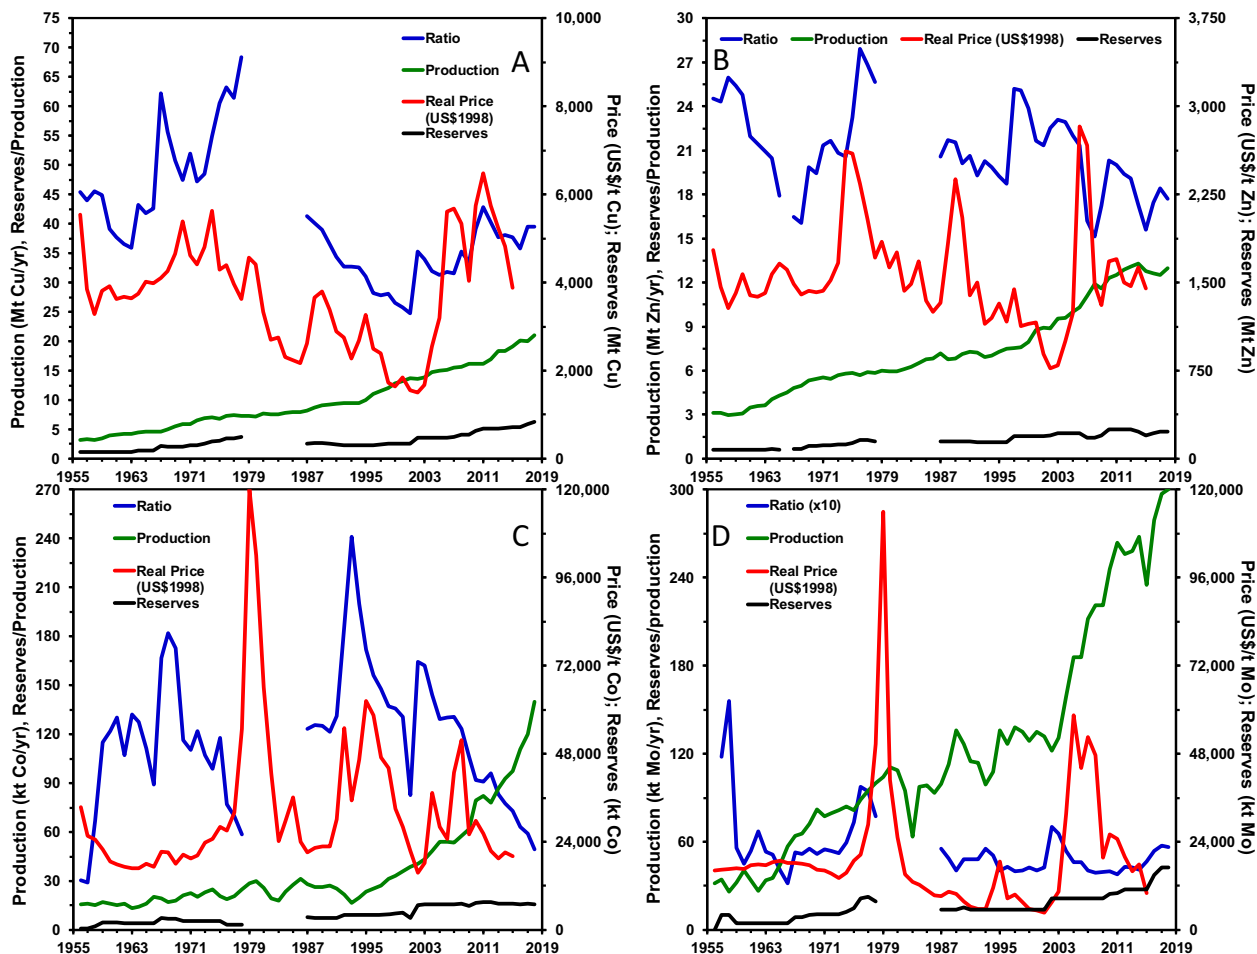 75
70
65
60
55
50
45
40
35
30
25
20
15
10
5
0
Production (Mt Cu/yr), Reserves/Production
Ratio
Production
Real Price
(US$1998)
Reserves
A
10,000
8,000
6,000
4,000
2,000
0
Price (US$/t Cu); Reserves (Mt Cu)
1955 1963 1971 1979 1987 1995 2003 2011 2019
30
27
24
21
18
15
12
9
6
3
0
Production (Mt Zn/yr), Reserves/Production
Ratio Production Real Price (US$1998) Reserves
B
3,750
3,000
2,250
1,500
750
0
Price (US$/t Zn); Reserves (Mt Zn)
1955 1963 1971 1979 1987 1995 2003 2011 2019
270
240
210
180
150
120
90
60
30
0
Production (kt Co/yr), Reserves/Production
Ratio
Production
Real Price
(US$1998)
Reserves
C
120,000
96,000
72,000
48,000
24,000
0
Price (US$/t Co); Reserves (kt Co)
1955 1963 1971 1979 1987 1995 2003 2011 2019
300
240
180
120
60
0
Production (kt Mo/yr), Reserves/production
D
Ratio (x10)
Production
Real Price
(US$1998)
Reserves
120,000
96,000
72,000
48,000
24,000
0
Price (US$/t Mo); Reserves (kt Mo)
1955 1963 1971 1979 1987 1995 2003 2011 2019